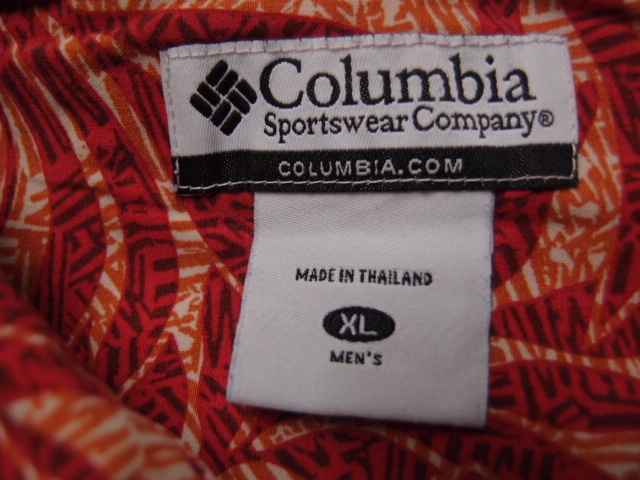 Columbia
Sportswear Company®
COLUMBIA.COM
MADE IN THAILAND
XL
MEN'S